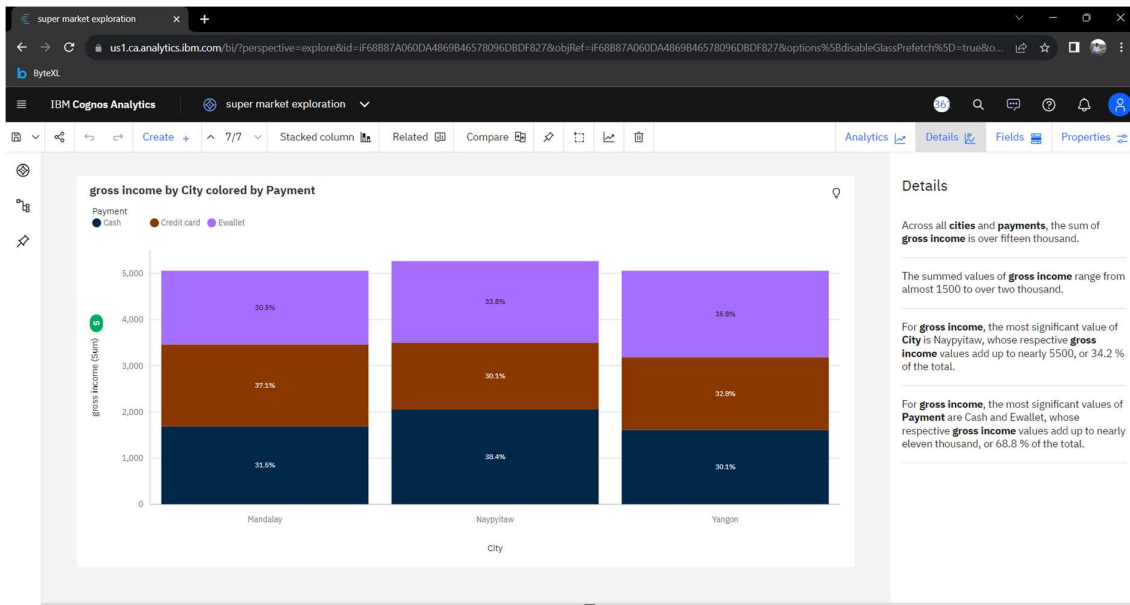 super market exploration
us1.ca.analytics.ibm.com/bi/?perspective=explore&id=iF68B87A060DA4869B46578096DBDF827&objRef=iF68B87A060DA4869B46578096DBDF827&options%5BdisableGlassPrefetch%5D=true&o...
ByteXL
IBM Cognos Analytics
super market exploration
Create
7/7
Stacked column
Related
Compare
Analytics
Details
Fields
Properties
gross income by City colored by Payment
Payment
Cash
Credit card
Ewallet
5,000
4,000
3,000
2,000
1,000
0
gross income (Sum)
5
30.5%
37.1%
31.5%
33.8%
30.1%
38.4%
35.8%
32.8%
30.1%
Mandalay
Naypyitaw
Yangon
City
Details
Across all cities and payments, the sum of
gross income is over fifteen thousand.
The summed values of gross income range from
almost 1500 to over two thousand.
For gross income, the most significant value of
City is Naypyitaw, whose respective gross
income values add up to nearly 5500, or 34.2 %
of the total.
For gross income, the most significant values of
Payment are Cash and Ewallet, whose
respective gross income values add up to nearly
eleven thousand, or 68.8 % of the total.